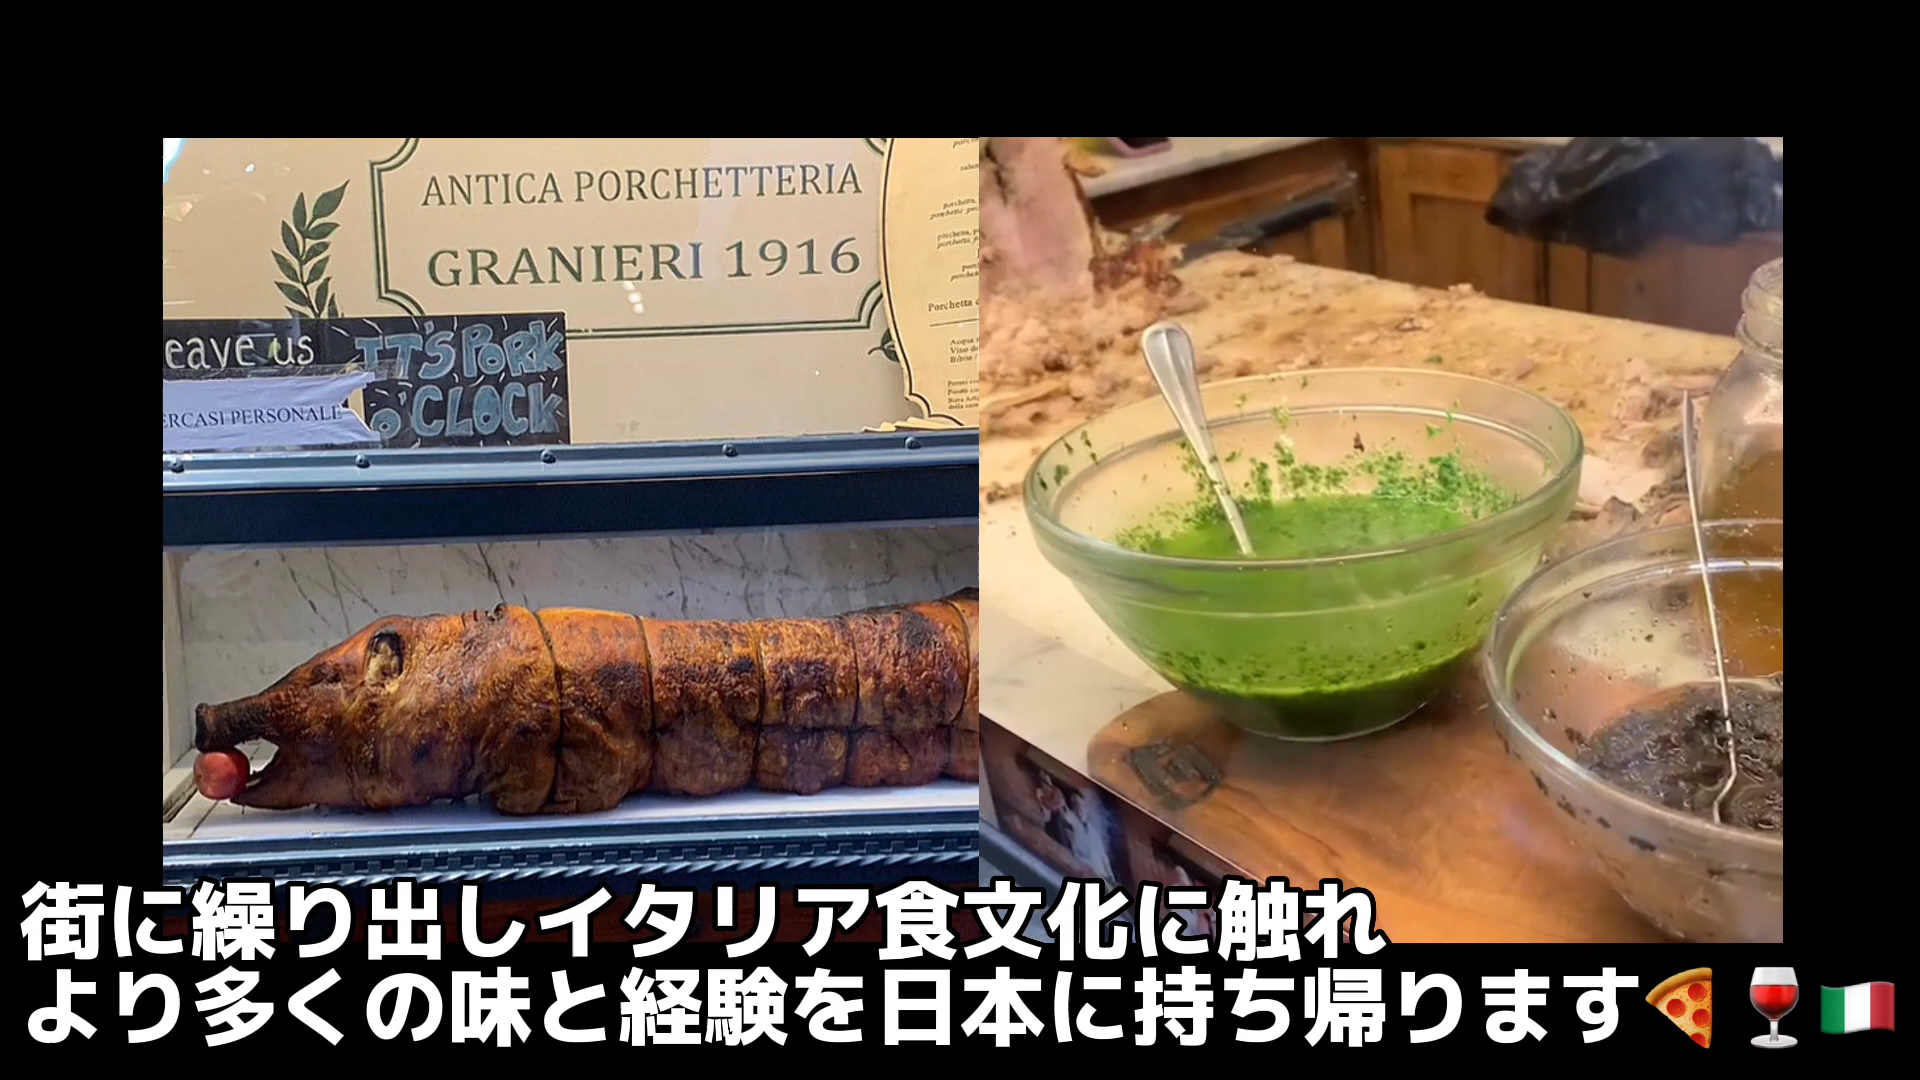 ANTICA PORCHETTERIA
GRANIERI 1916
eave us
IT'S PORK
O'CLOCK
ERCASI PERSONALE
Porchetta
街に繰り出しイタリア食文化に触れ
より多くの味と経験を日本に持ち帰ります🍕🍷🇮🇹